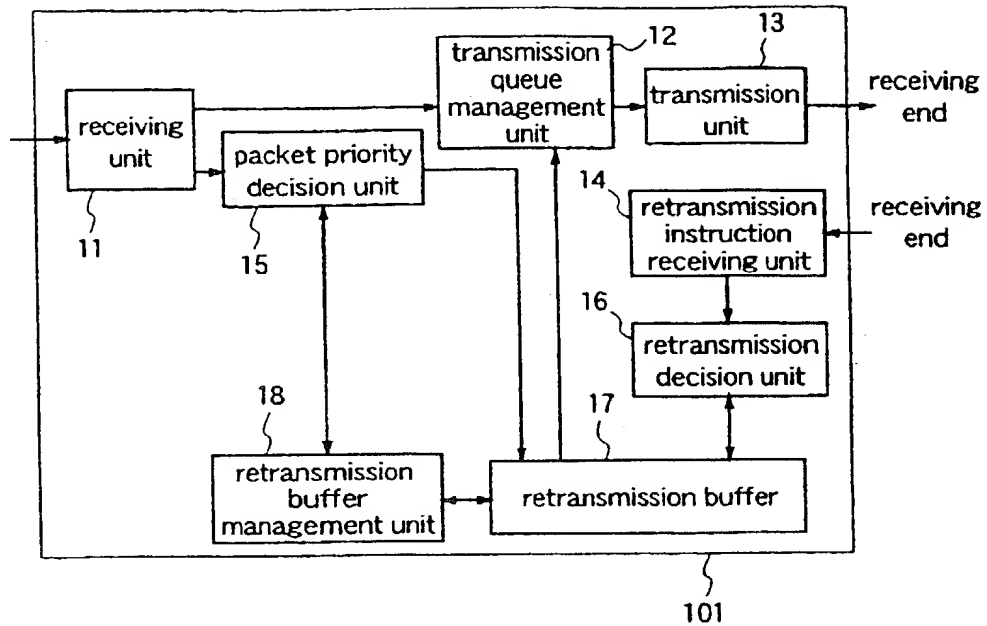 12
13
transmission
queue
management
unit
transmission
unit
receiving
end
receiving
unit
packet priority
decision unit
11
15
14
retransmission
instruction
receiving unit
receiving
end
16
retransmission
decision unit
18
17
retransmission
buffer
management unit
retransmission buffer
101